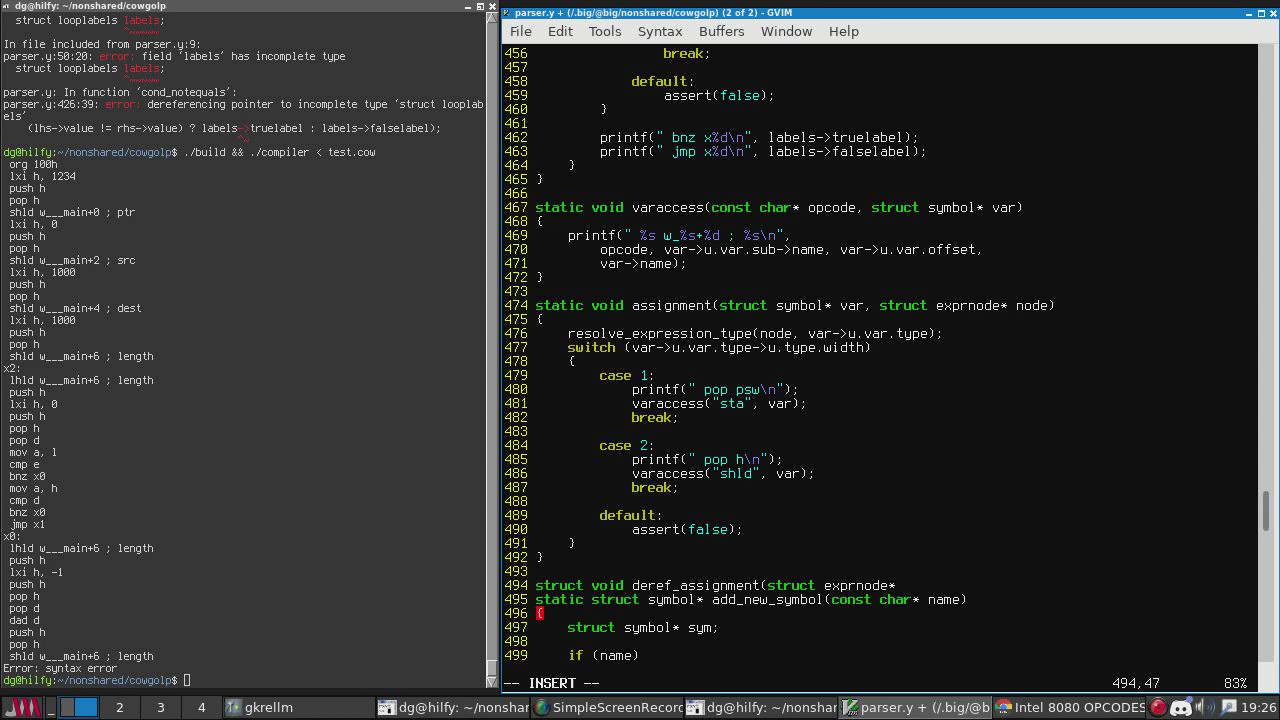 dg@hilfy: ~/nonshared/cowgolp
struct looplabels labels;
^~~~~~
In file included from parser.y:9:
parser.y:50:20: error: field ‘labels’ has incomplete type
struct looplabels labels;
^~~~~~
parser.y: In function ‘cond_notequals’:
parser.y:426:39: error: dereferencing pointer to incomplete type ‘struct looplab
els’
(lhs->value != rhs->value) ? labels->truelabel : labels->falselabel);
^~
dg@hilfy:~/nonshared/cowgolp$ ./build && ./compiler < test.cow
org 100h
lxi h, 1234
push h
pop h
shld w___main+0 ; ptr
lxi h, 0
push h
pop h
shld w___main+2 ; src
lxi h, 1000
push h
pop h
shld w___main+4 ; dest
lxi h, 1000
push h
pop h
shld w___main+6 ; length
x2:
lhld w___main+6 ; length
push h
lxi h, 0
push h
pop h
pop d
mov a, l
cmp e
bnz x0
mov a, h
cmp d
bnz x0
jmp x1
x0:
lhld w___main+6 ; length
push h
lxi h, -1
push h
pop h
pop d
dad d
push h
pop h
shld w___main+6 ; length
Error: syntax error
dg@hilfy:~/nonshared/cowgolp$
parser.y + (/.big/@big/nonshared/cowgolp) (2 of 2) - GVIM
File Edit Tools Syntax Buffers Window Help
456 break;
457
458 default:
459 assert(false);
460 }
461
462 printf(" bnz x%d\n", labels->truelabel);
463 printf(" jmp x%d\n", labels->falselabel);
464 }
465 }
466
467 static void varaccess(const char* opcode, struct symbol* var)
468 {
469 printf(" %s w_%s+%d ; %s\n",
470 opcode, var->u.var.sub->name, var->u.var.offset,
471 var->name);
472 }
473
474 static void assignment(struct symbol* var, struct exprnode* node)
475 {
476 resolve_expression_type(node, var->u.var.type);
477 switch (var->u.var.type->u.type.width)
478 {
479 case 1:
480 printf(" pop psw\n");
481 varaccess("sta", var);
482 break;
483
484 case 2:
485 printf(" pop h\n");
486 varaccess("shld", var);
487 break;
488
489 default:
490 assert(false);
491 }
492 }
493
494 struct void deref_assignment(struct exprnode*
495 static struct symbol* add_new_symbol(const char* name)
496 {
497 struct symbol* sym;
498
499 if (name)
-- INSERT -- 494,47 83%
2 3 4 gkrellm dg@hilfy: ~/nonshar SimpleScreenRecor dg@hilfy: ~/nonshar parser.y + (/.big/@b Intel 8080 OPCODES 19:26